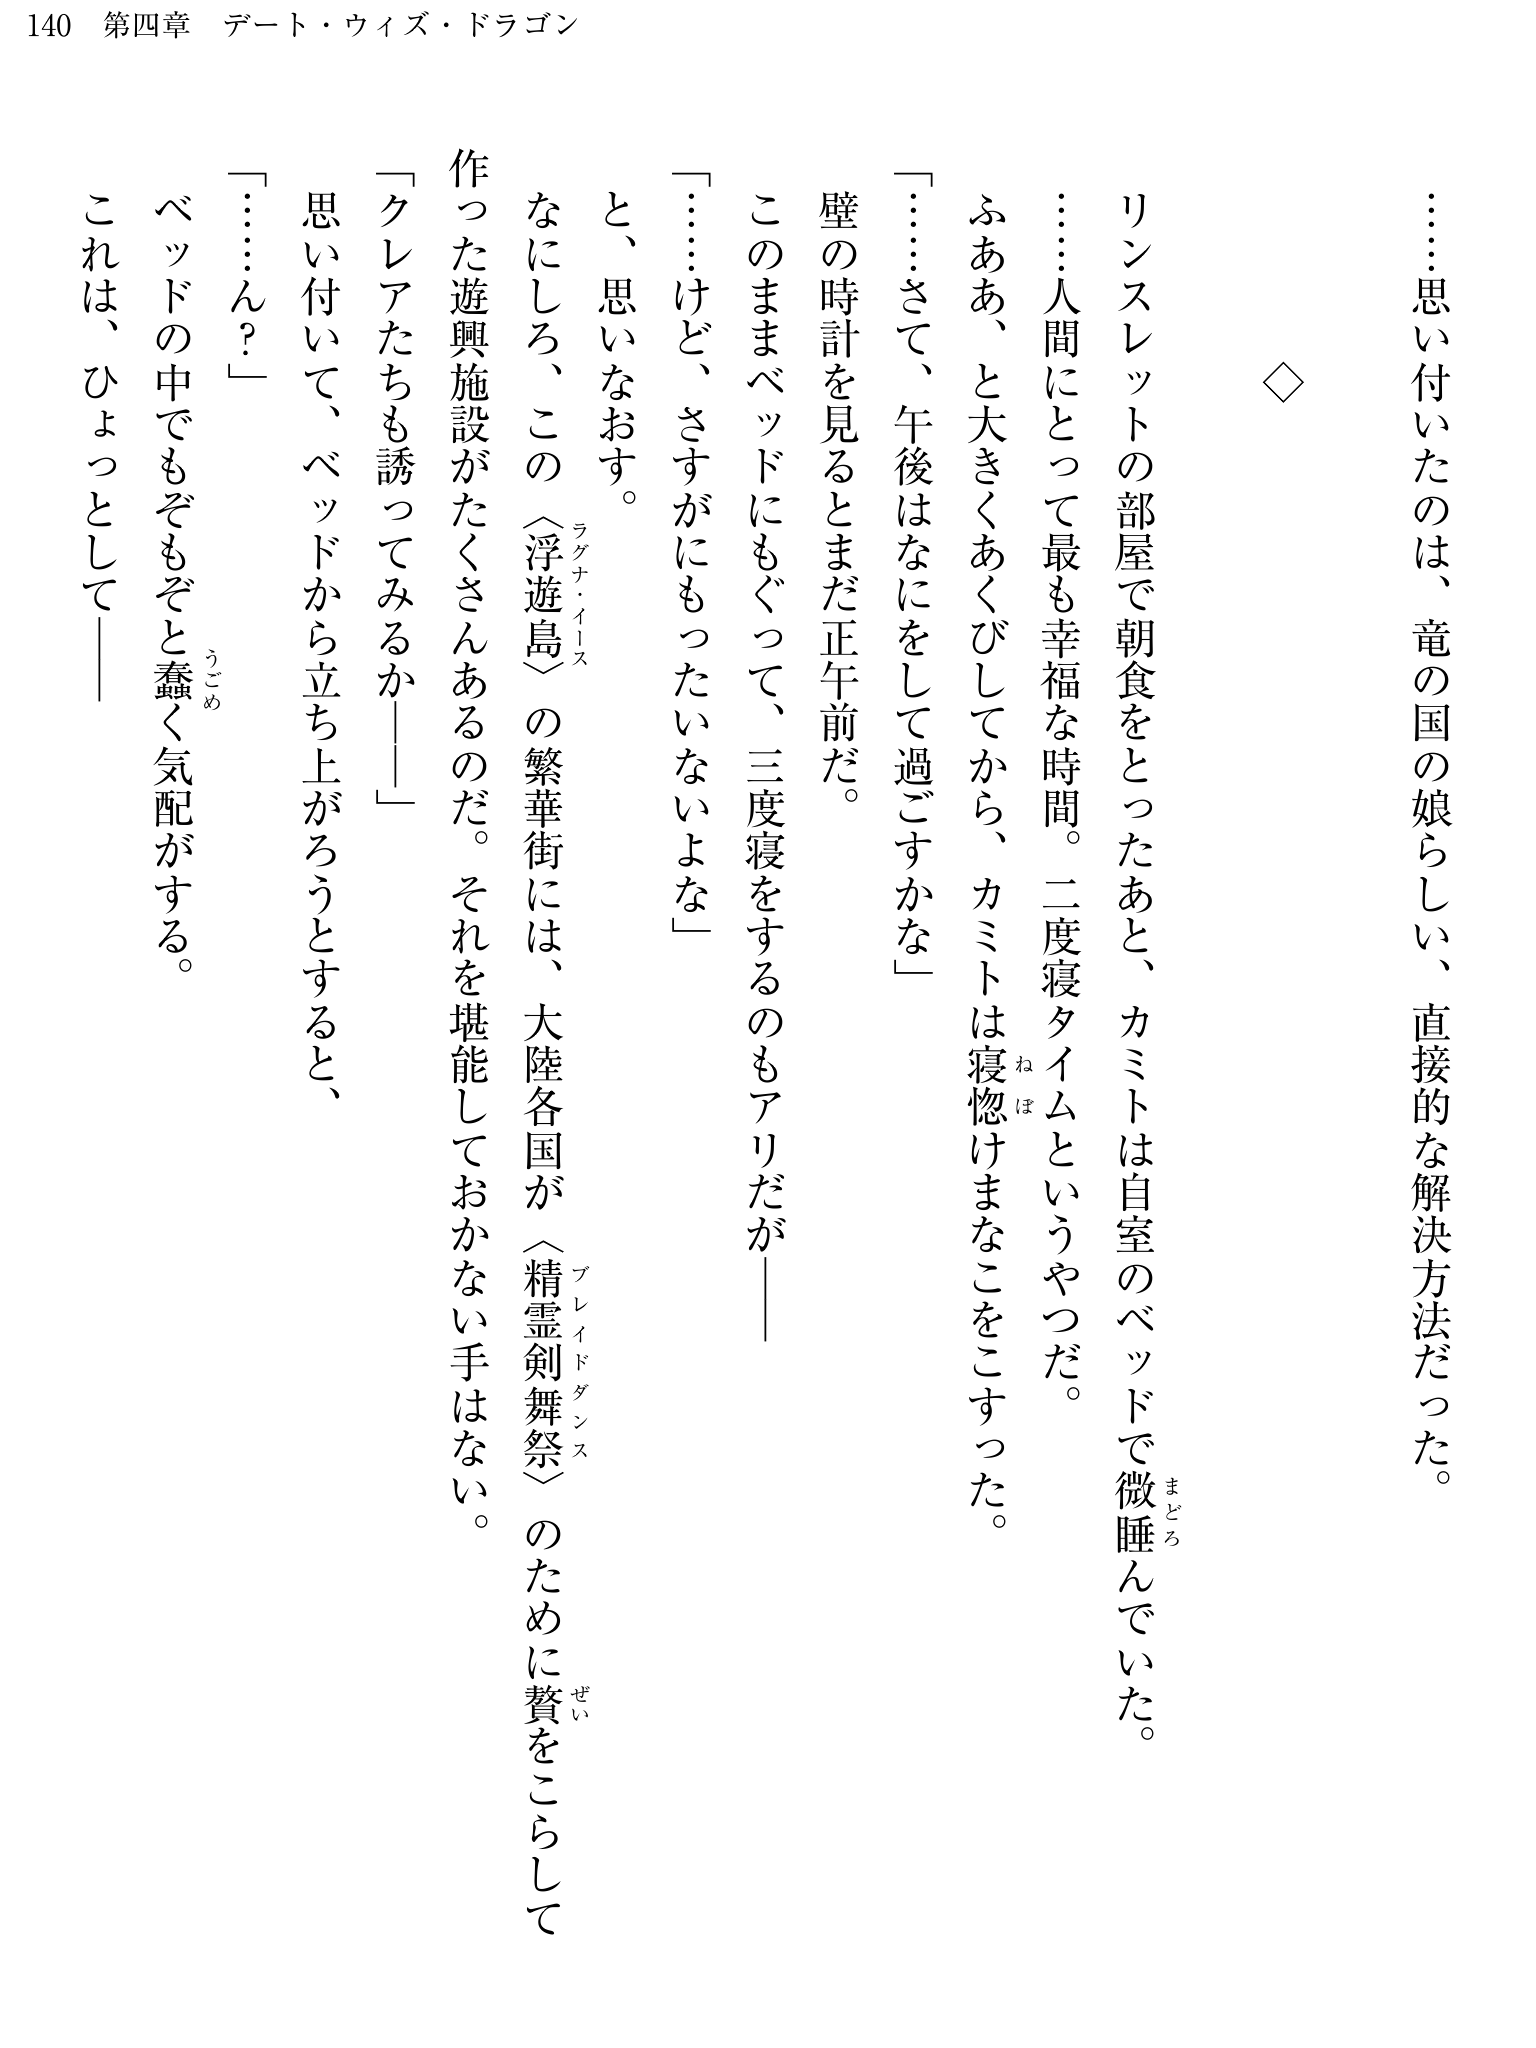 140 第四章 デート・ウィズ・ドラゴン
……思い付いたのは、竜の国の娘らしい、直接的な解決方法だった。
◇
リンスレットの部屋で朝食をとったあと、カミトは自室のベッドで微睡んでいた。
まどろ
……人間にとって最も幸福な時間。二度寝タイムというやつだ。
ふああ、と大きくあくびしてから、カミトは寝惚けまなこをこすった。
ねぼ
「……さて、午後はなにをして過ごすかな」
壁の時計を見るとまだ正午前だ。
このままベッドにもぐって、三度寝をするのもアリだが――
「……けど、さすがにもったいないよな」
と、思いなおす。
なにしろ、この〈浮遊島〉の繁華街には、大陸各国が〈精霊剣舞祭〉のために贅をこらして
ラグナ・イース
ブレイドダンス
ぜい
作った遊興施設がたくさんあるのだ。それを堪能しておかない手はない。
「クレアたちも誘ってみるか――」
思い付いて、ベッドから立ち上がろうとすると、
「……ん?」
ベッドの中でもぞもぞと蠢く気配がする。
うごめ
これは、ひょっとして――